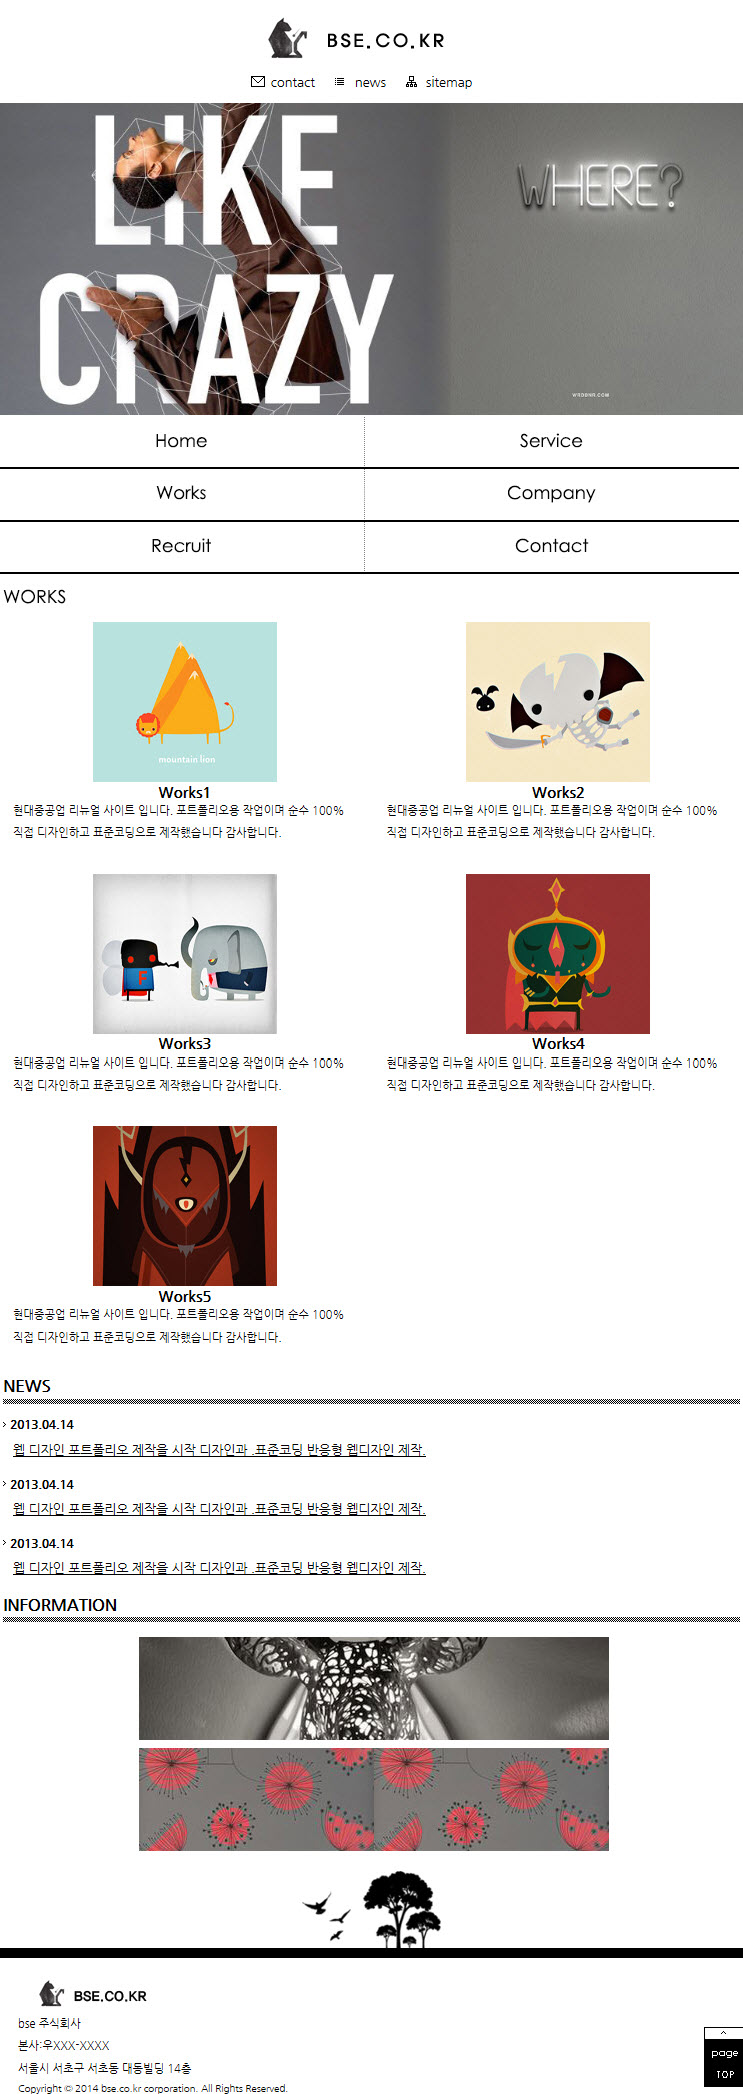 BSE.CO.KR
contact news sitemap
LIKE
CRAZY
WHERE?
WRDBNR.COM
Home Service
Works Company
Recruit Contact
WORKS
mountain lion
F
Works1
현대중공업 리뉴얼 사이트 입니다. 포트폴리오용 작업이며 순수 100%
직접 디자인하고 표준코딩으로 제작했습니다 감사합니다.
Works2
현대중공업 리뉴얼 사이트 입니다. 포트폴리오용 작업이며 순수 100%
직접 디자인하고 표준코딩으로 제작했습니다 감사합니다.
F
Works3
현대중공업 리뉴얼 사이트 입니다. 포트폴리오용 작업이며 순수 100%
직접 디자인하고 표준코딩으로 제작했습니다 감사합니다.
Works4
현대중공업 리뉴얼 사이트 입니다. 포트폴리오용 작업이며 순수 100%
직접 디자인하고 표준코딩으로 제작했습니다 감사합니다.
Works5
현대중공업 리뉴얼 사이트 입니다. 포트폴리오용 작업이며 순수 100%
직접 디자인하고 표준코딩으로 제작했습니다 감사합니다.
NEWS
2013.04.14
웹 디자인 포트폴리오 제작을 시작 디자인과 .표준코딩 반응형 웹디자인 제작.
2013.04.14
웹 디자인 포트폴리오 제작을 시작 디자인과 .표준코딩 반응형 웹디자인 제작.
2013.04.14
웹 디자인 포트폴리오 제작을 시작 디자인과 .표준코딩 반응형 웹디자인 제작.
INFORMATION
BSE.CO.KR
bse 주식회사
본사:우XXX-XXXX
서울시 서초구 서초동 대동빌딩 14층
Copyright © 2014 bse.co.kr corporation. All Rights Reserved.
page
TOP